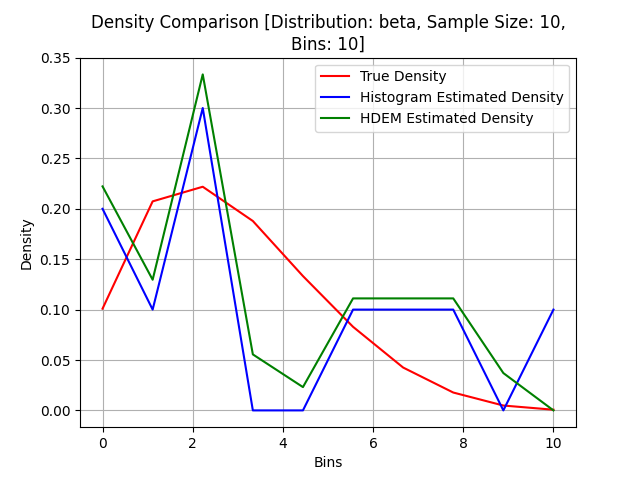 Density Comparison [Distribution: beta, Sample Size: 10,
Bins: 10]
True Density
Histogram Estimated Density
HDEM Estimated Density
Density
0.35
0.30
0.25
0.20
0.15
0.10
0.05
0.00
0 2 4 6 8 10
Bins